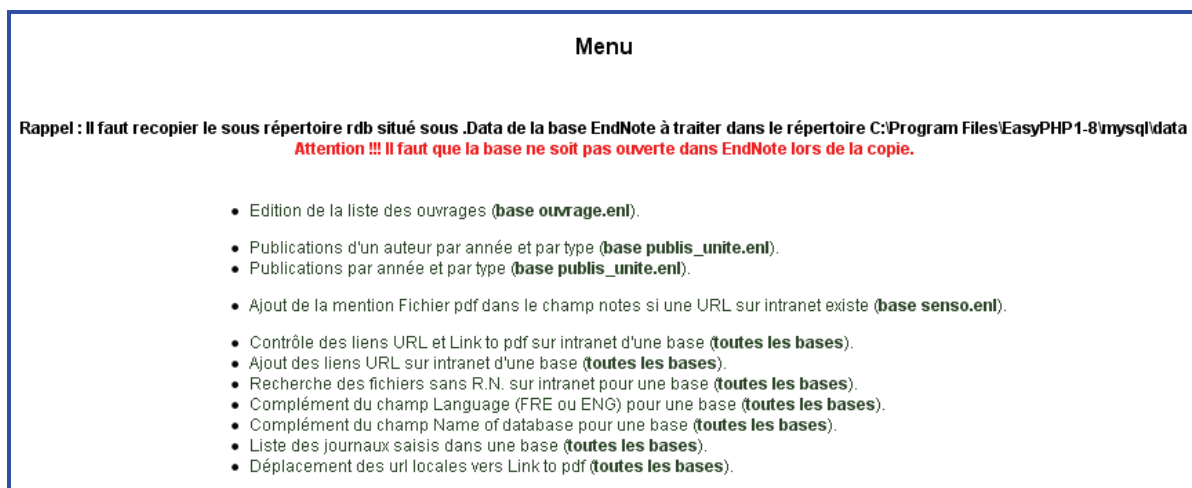 Menu
Rappel : Il faut recopier le sous répertoire rdb situé sous .Data de la base EndNote à traiter dans le répertoire C:\Program Files\EasyPHP1-8\mysql\data
Attention !!! Il faut que la base ne soit pas ouverte dans EndNote lors de la copie.
• Edition de la liste des ouvrages (base ouvrage.enl).
• Publications d'un auteur par année et par type (base publis_unite.enl).
• Publications par année et par type (base publis_unite.enl).
• Ajout de la mention Fichier pdf dans le champ notes si une URL sur intranet existe (base senso.enl).
• Contrôle des liens URL et Link to pdf sur intranet d'une base (toutes les bases).
• Ajout des liens URL sur intranet d'une base (toutes les bases).
• Recherche des fichiers sans R.N. sur intranet pour une base (toutes les bases).
• Complément du champ Language (FRE ou ENG) pour une base (toutes les bases).
• Complément du champ Name of database pour une base (toutes les bases).
• Liste des journaux saisis dans une base (toutes les bases).
• Déplacement des url locales vers Link to pdf (toutes les bases).